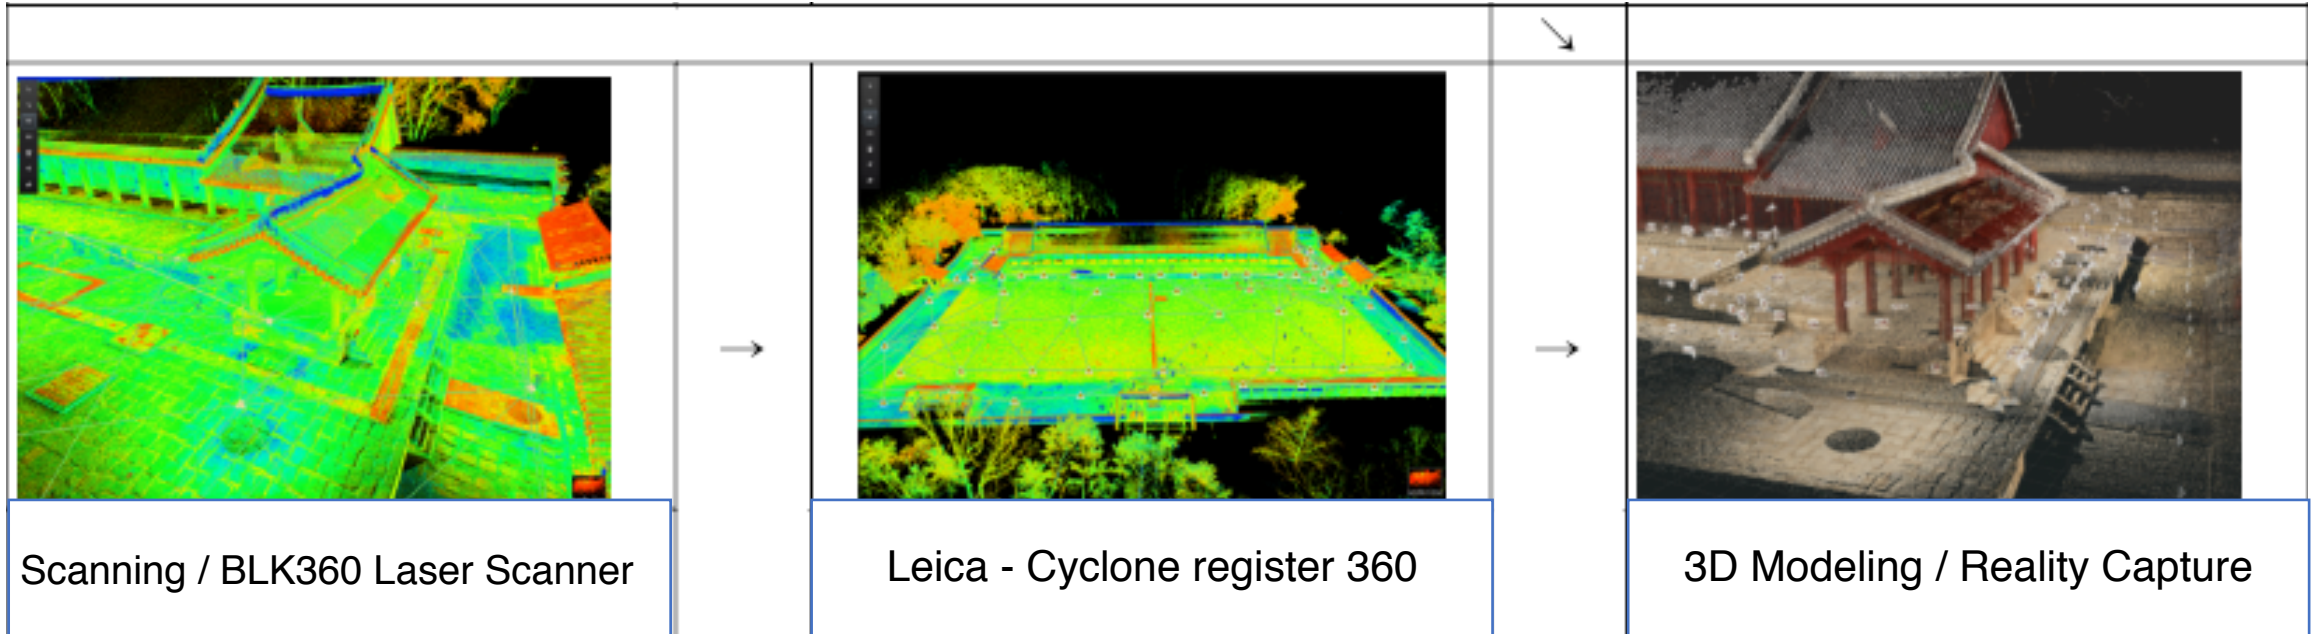 Scanning / BLK360 Laser Scanner
Leica - Cyclone register 360
3D Modeling / Reality Capture